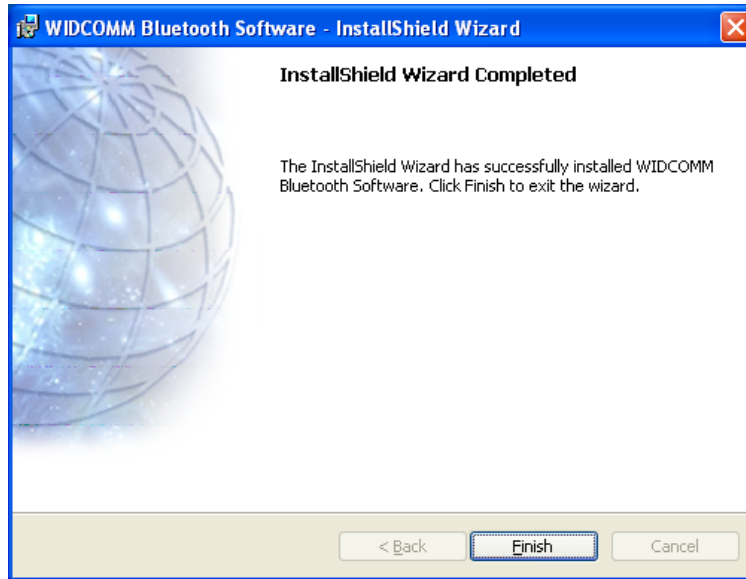 WIDCOMM Bluetooth Software - InstallShield Wizard
InstallShield Wizard Completed
The InstallShield Wizard has successfully installed WIDCOMM
Bluetooth Software. Click Finish to exit the wizard.
< Back
Finish
Cancel